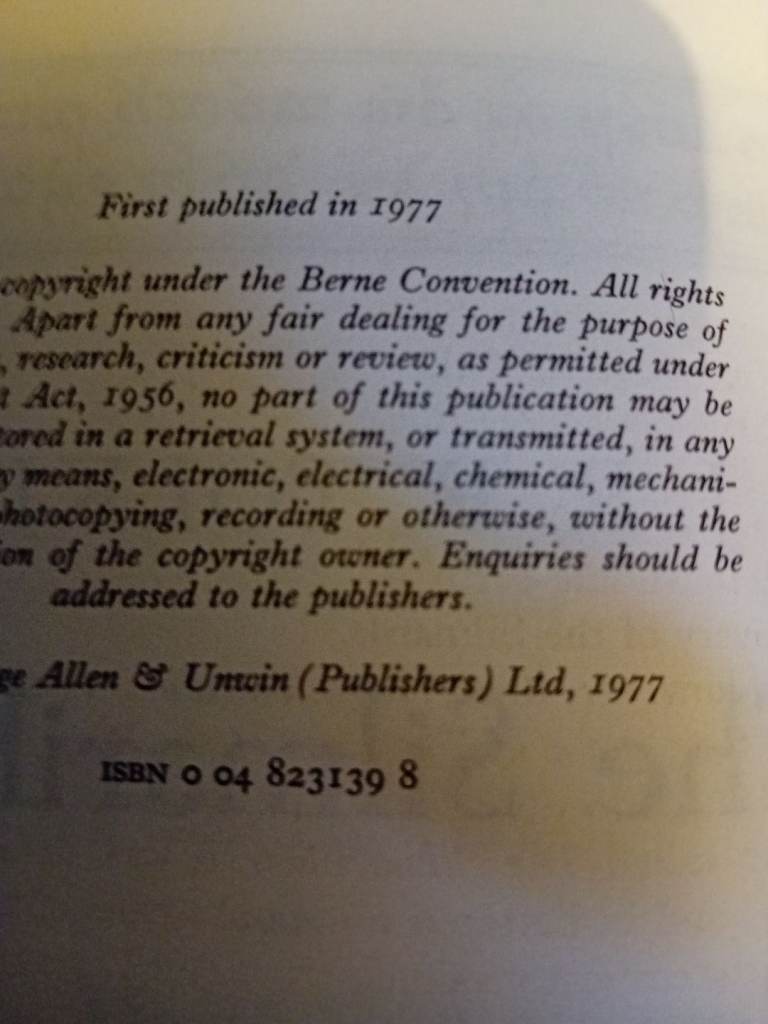 First published in 1977
copyright under the Berne Convention. All rights
Apart from any fair dealing for the purpose of
, research, criticism or review, as permitted under
t Act, 1956, no part of this publication may be
tored in a retrieval system, or transmitted, in any
y means, electronic, electrical, chemical, mechani-
photocopying, recording or otherwise, without the
ion of the copyright owner. Enquiries should be
addressed to the publishers.
ge Allen & Unwin (Publishers) Ltd, 1977
ISBN 0 04 823139 8